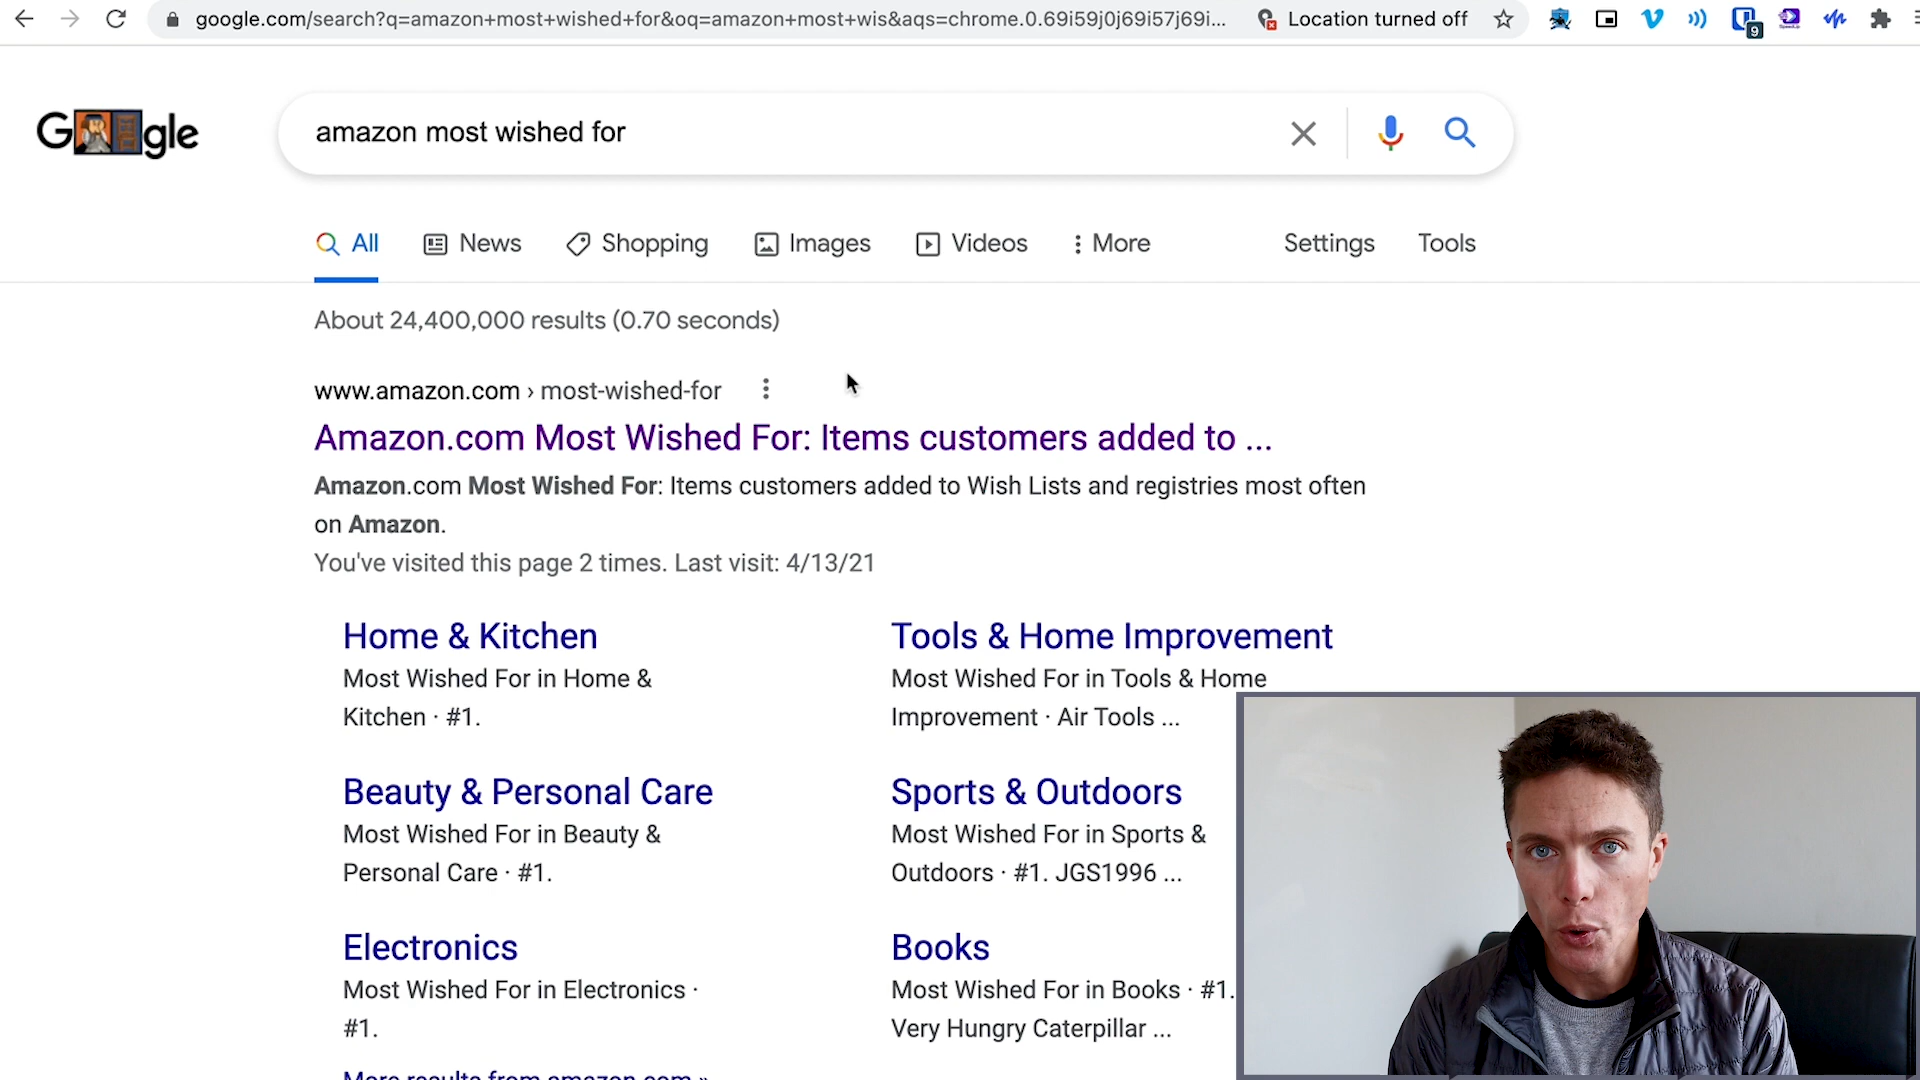 google.com/search?q=amazon+most+wished+for&oq=amazon+most+wis&aqs=chrome.0.69i59j0j69i57j69i...
Location turned off
9
Google
amazon most wished for
All
News
Shopping
Images
Videos
More
Settings
Tools
About 24,400,000 results (0.70 seconds)
www.amazon.com › most-wished-for
Amazon.com Most Wished For: Items customers added to ...
Amazon.com Most Wished For: Items customers added to Wish Lists and registries most often
on Amazon.
You've visited this page 2 times. Last visit: 4/13/21
Home & Kitchen
Most Wished For in Home &
Kitchen · #1.
Tools & Home Improvement
Most Wished For in Tools & Home
Improvement · Air Tools ...
Beauty & Personal Care
Most Wished For in Beauty &
Personal Care · #1.
Sports & Outdoors
Most Wished For in Sports &
Outdoors · #1. JGS1996 ...
Electronics
Most Wished For in Electronics ·
#1.
Books
Most Wished For in Books · #1.
Very Hungry Caterpillar ...
More results from amazon.com »